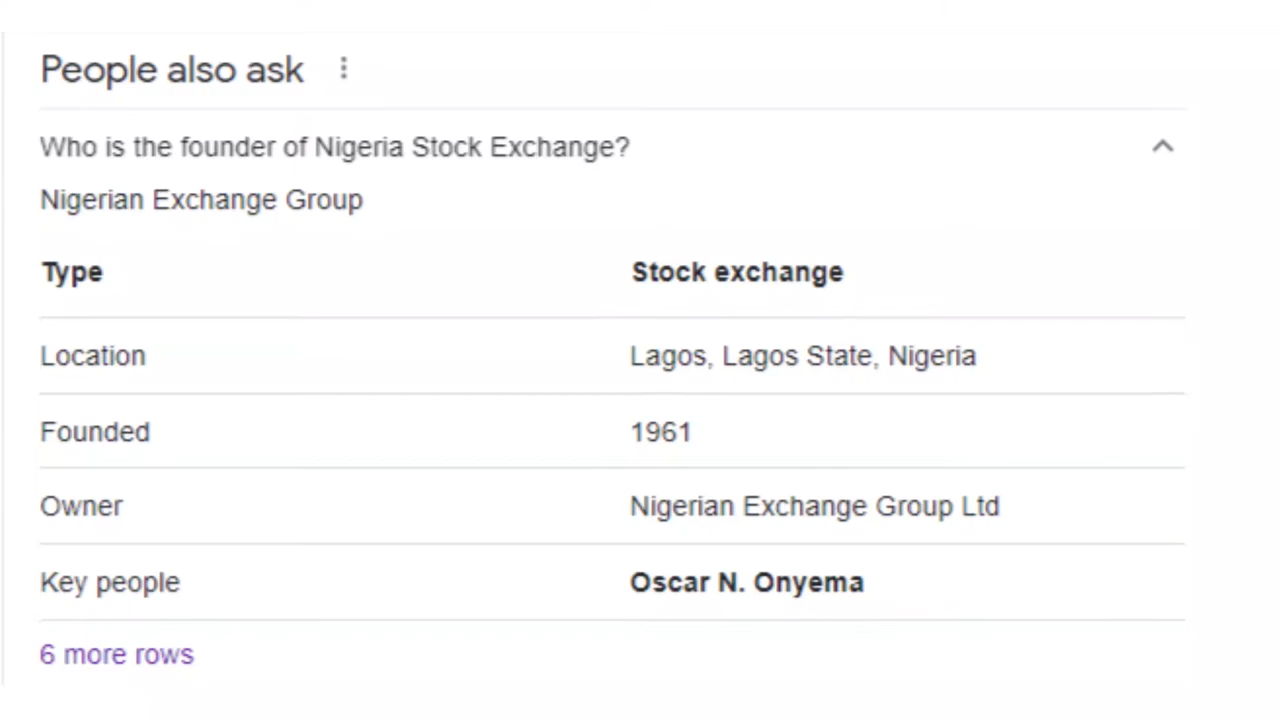 People also ask
Who is the founder of Nigeria Stock Exchange?
Nigerian Exchange Group
Type Stock exchange
Location Lagos, Lagos State, Nigeria
Founded 1961
Owner Nigerian Exchange Group Ltd
Key people Oscar N. Onyema
6 more rows